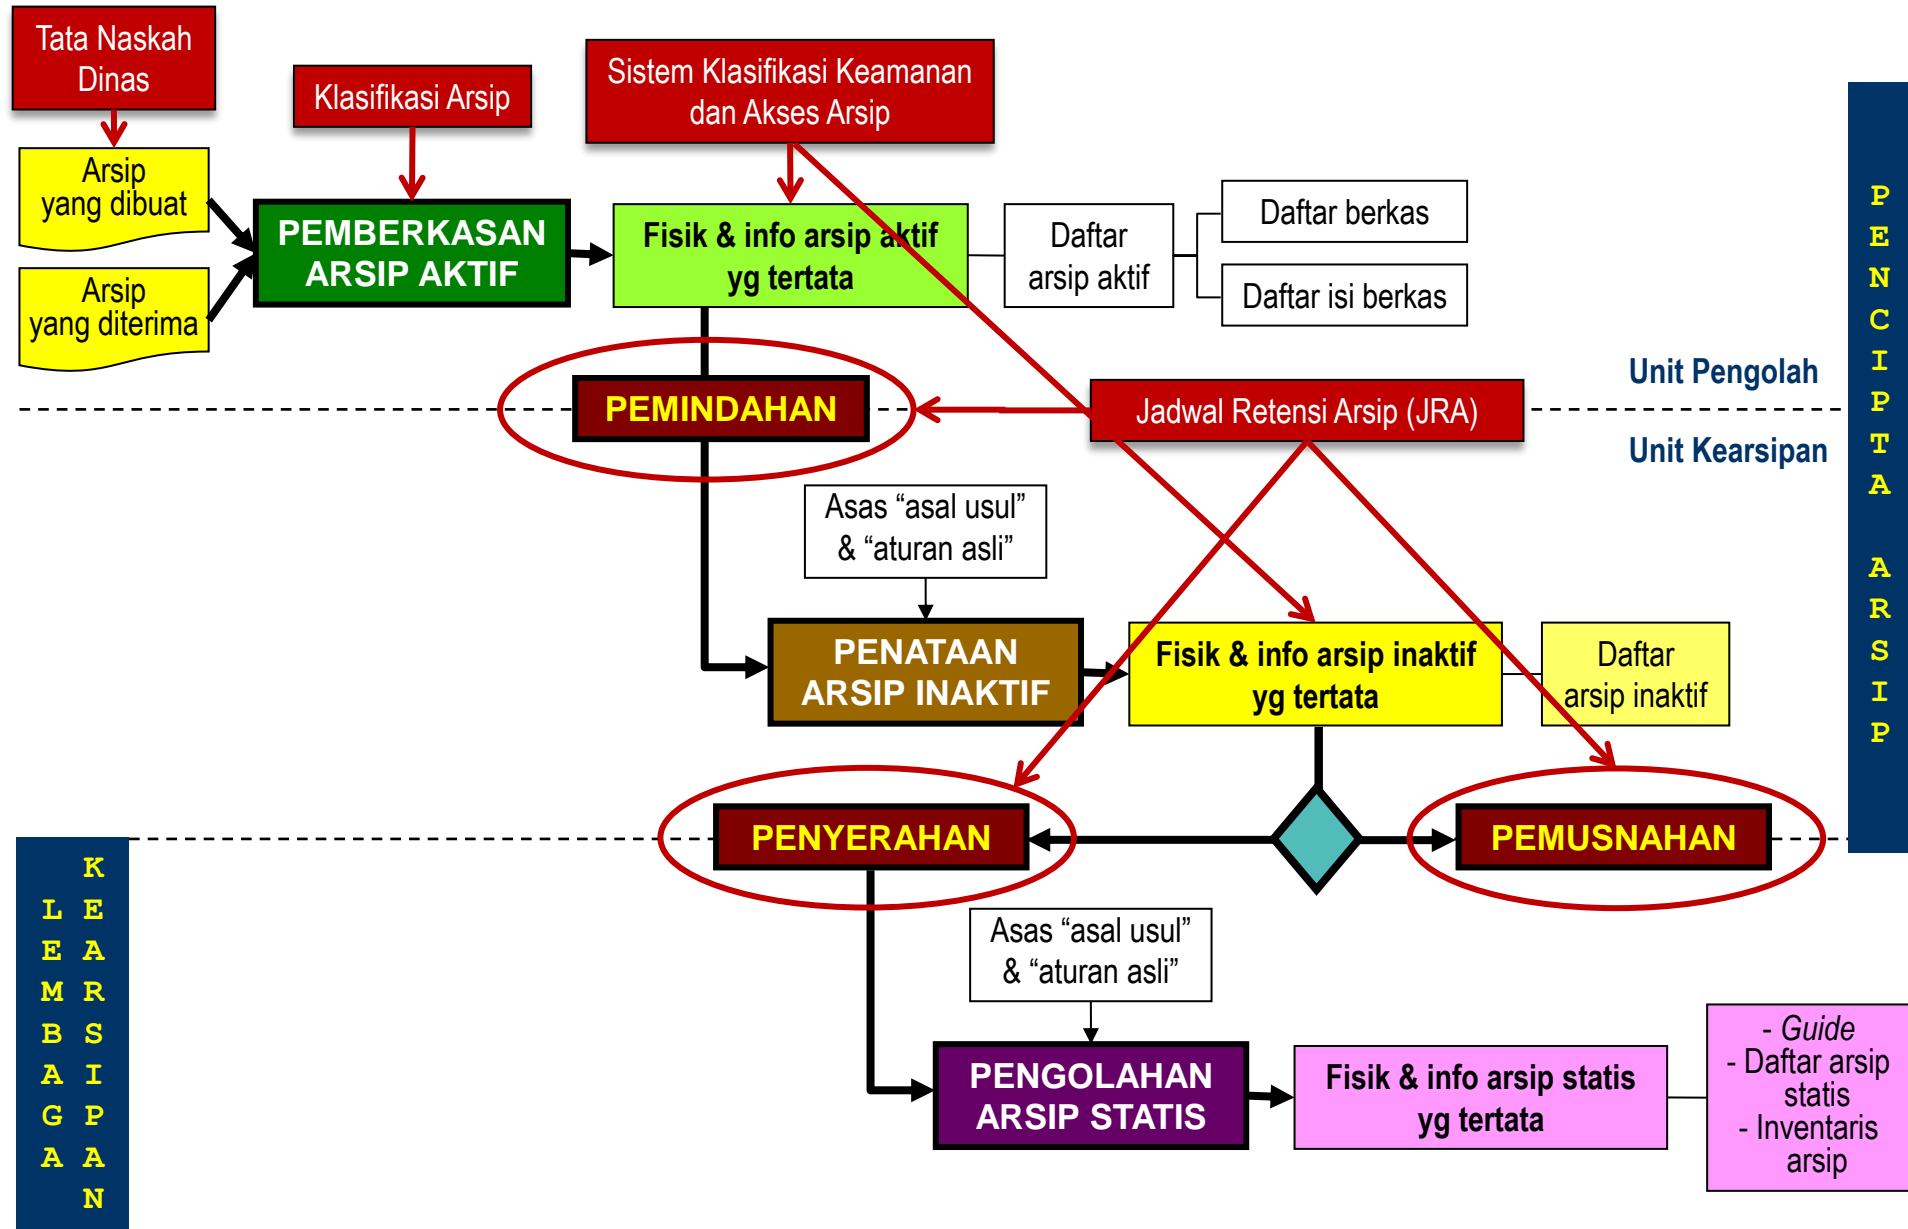 Tata Naskah
Dinas
Klasifikasi Arsip
Sistem Klasifikasi Keamanan
dan Akses Arsip
Arsip
yang dibuat
Arsip
yang diterima
PEMBERKASAN
ARSIP AKTIF
Fisik & info arsip aktif
yg tertata
Daftar
arsip aktif
Daftar berkas
Daftar isi berkas
PENCIPTA ARSIP
Unit Pengolah
PEMINDAHAN
Jadwal Retensi Arsip (JRA)
Unit Kearsipan
Asas “asal usul”
& “aturan asli”
PENATAAN
ARSIP INAKTIF
Fisik & info arsip inaktif
yg tertata
Daftar
arsip inaktif
PENYERAHAN
PEMUSNAHAN
LEMBAGA
KEARSIPAN
Asas “asal usul”
& “aturan asli”
PENGOLAHAN
ARSIP STATIS
Fisik & info arsip statis
yg tertata
- Guide
- Daftar arsip
statis
- Inventaris
arsip